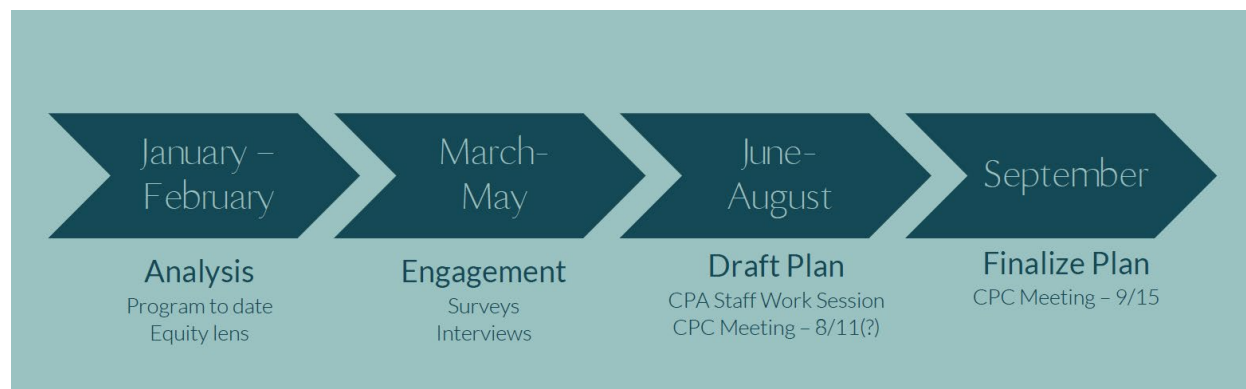 January –
February
Analysis
Program to date
Equity lens
March-
May
Engagement
Surveys
Interviews
June-
August
Draft Plan
CPA Staff Work Session
CPC Meeting – 8/11(?)
September
Finalize Plan
CPC Meeting – 9/15